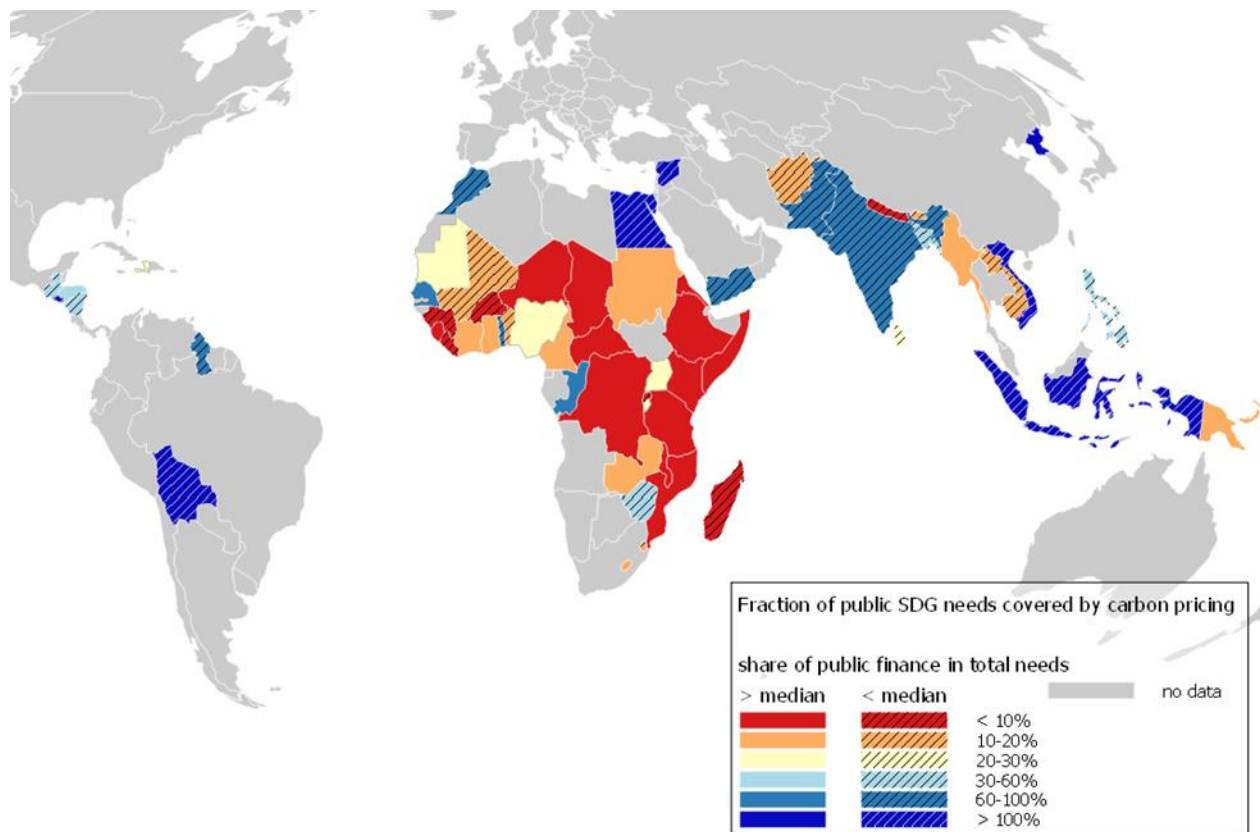 Fraction of public SDG needs covered by carbon pricing
share of public finance in total needs
> median < median no data
< 10%
10-20%
20-30%
30-60%
60-100%
> 100%